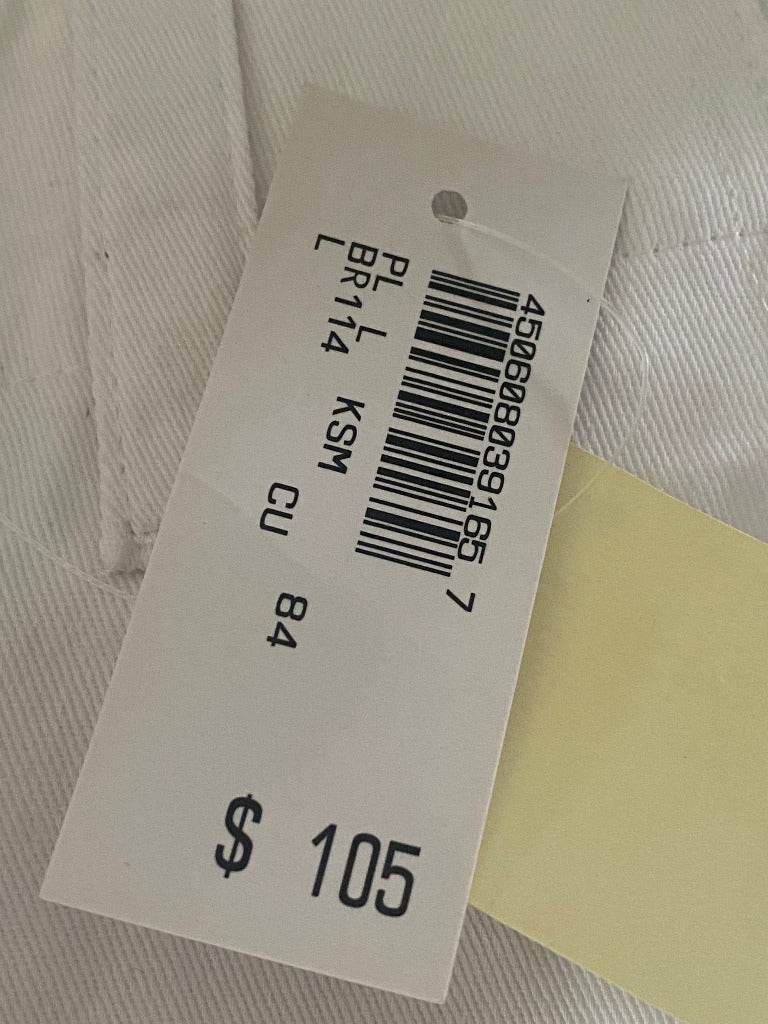 450608039165 7
PL L KSM 84
BR114 CU
L
$ 105